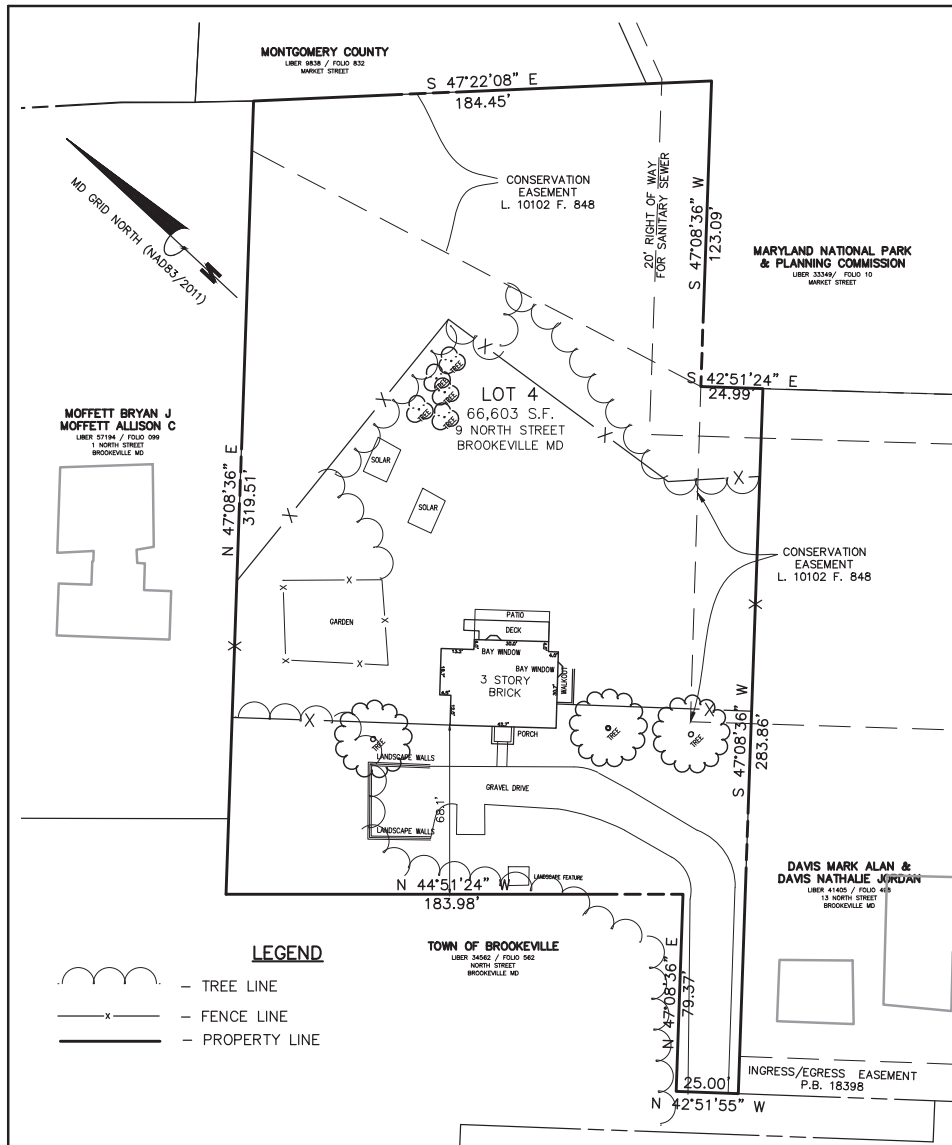 MONTGOMERY COUNTY
LIBER 9838 / FOLIO 832
MARKET STREET
S 47°22'08" E
184.45'
MD GRID NORTH (NAD83/2011)
N
CONSERVATION
EASEMENT
L. 10102 F. 848
20' RIGHT OF WAY
FOR SANITARY SEWER
S 47°08'36" W
123.09'
MARYLAND NATIONAL PARK
& PLANNING COMMISSION
LIBER 33349/ FOLIO 10
MARKET STREET
S 42°51'24" E
24.99'
LOT 4
66,603 S.F.
9 NORTH STREET
BROOKEVILLE MD
TREE
TREE
TREE
TREE
MOFFETT BRYAN J
MOFFETT ALLISON C
LIBER 57194 / FOLIO 099
1 NORTH STREET
BROOKEVILLE MD
N 47°08'36" E
319.51'
SOLAR
SOLAR
CONSERVATION
EASEMENT
L. 10102 F. 848
GARDEN
PATIO
DECK
BAY WINDOW
BAY WINDOW
3 STORY
BRICK
WALKOUT
PORCH
TREE
TREE
TREE
LANDSCAPE WALLS
GRAVEL DRIVE
68.1'
LANDSCAPE WALLS
S 47°08'36" W
283.86'
LANDSCAPE FEATURE
N 44°51'24" W
183.98'
DAVIS MARK ALAN &
DAVIS NATHALIE JORDAN
LIBER 41405 / FOLIO
13 NORTH STREET
BROOKEVILLE MD
TOWN OF BROOKEVILLE
LIBER 34562 / FOLIO 562
NORTH STREET
BROOKEVILLE MD
N 47°08'36" E
79.37'
LEGEND
– TREE LINE
x – FENCE LINE
– PROPERTY LINE
25.00'
N 42°51'55" W
INGRESS/EGRESS EASEMENT
P.B. 18398